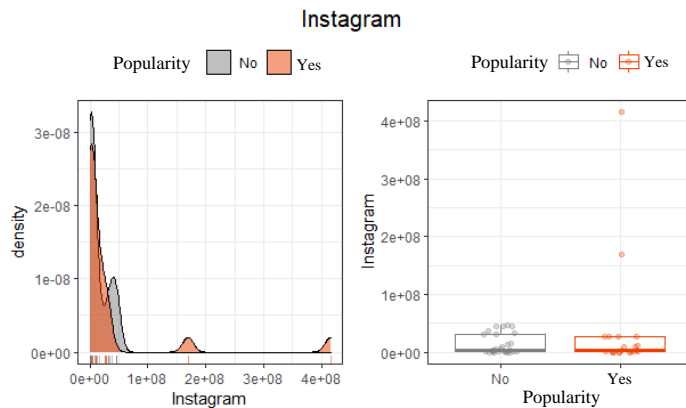 Instagram
Popularity No Yes
Popularity No Yes
density
3e-08
2e-08
1e-08
0e+00
0e+00 1e+08 2e+08 3e+08 4e+08
Instagram
Instagram
4e+08
3e+08
2e+08
1e+08
0e+00
No Yes
Popularity